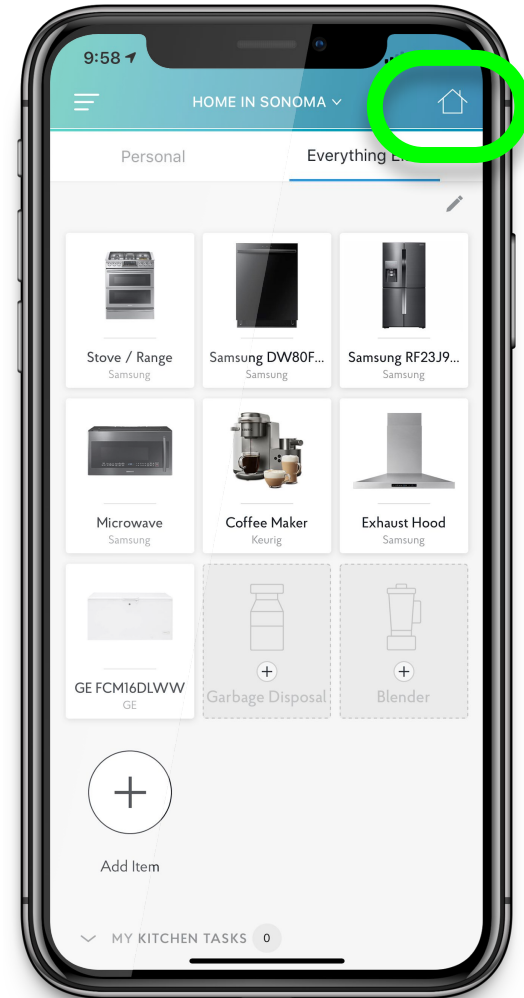 9:58
HOME IN SONOMA
Personal
Everything
Stove / Range
Samsung
Samsung DW80F...
Samsung
Samsung RF23J9...
Samsung
Microwave
Samsung
Coffee Maker
Keurig
Exhaust Hood
Samsung
GE FCM16DLWW
GE
Garbage Disposal
Blender
Add Item
MY KITCHEN TASKS 0